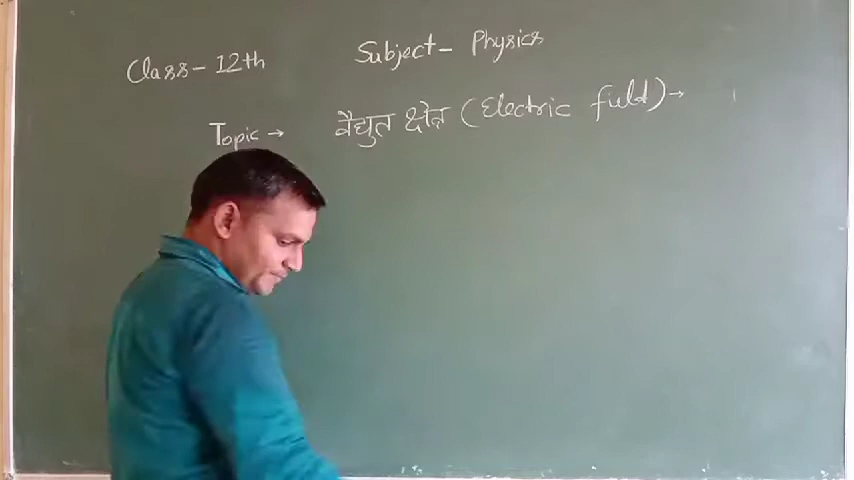 Class- 12th Subject- Physics
Topic → वैद्युत क्षेत्र (Electric field)→